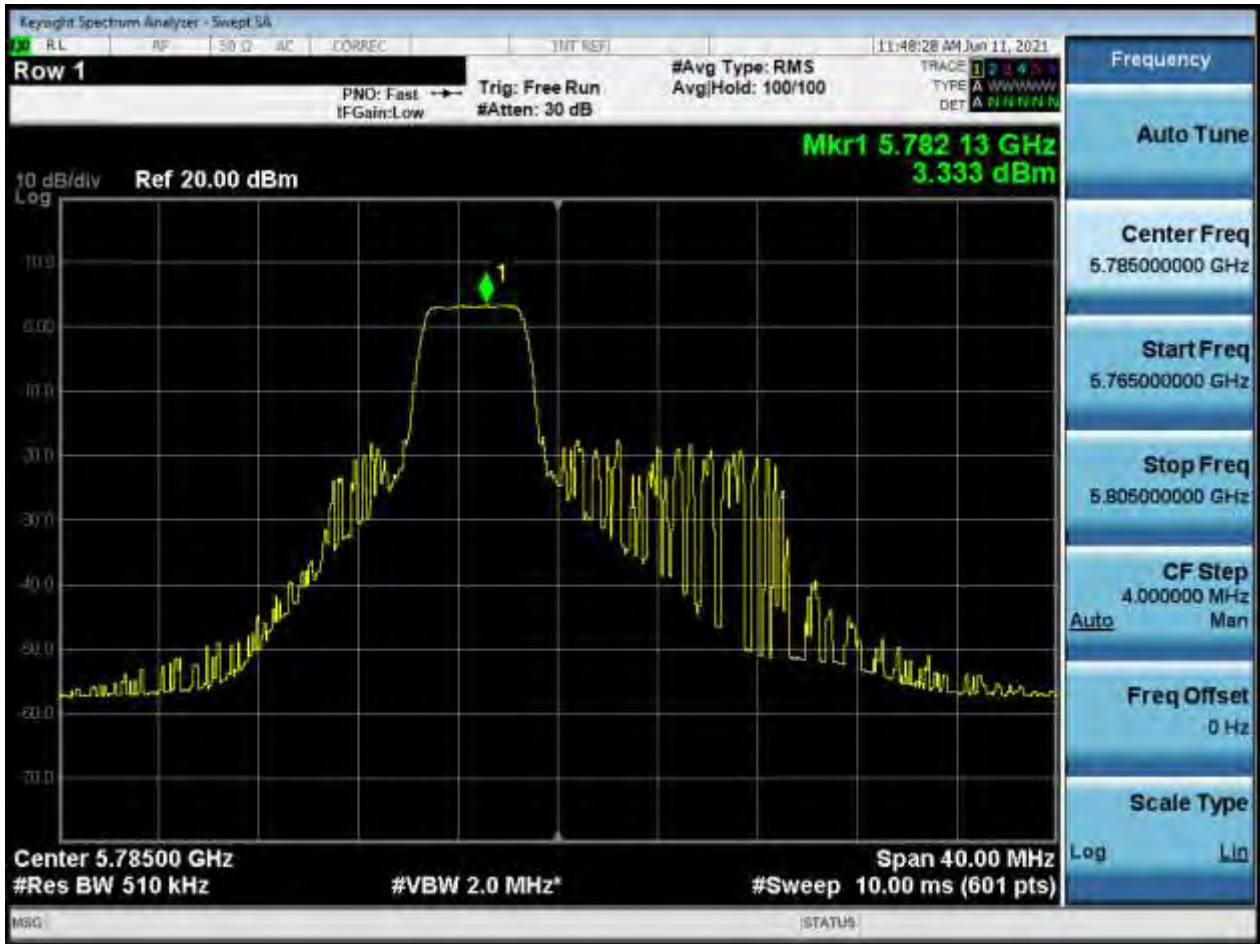 Keysight Spectrum Analyzer - Swept SA
RL RF 50 Ω AC CORREC INT REF 11:48:28 AM Jun 11, 2021
Row 1
PNO: Fast
IFGain:Low
Trig: Free Run
#Atten: 30 dB
#Avg Type: RMS
Avg|Hold: 100/100
TRACE 1 2 3 4 5 6
TYPE A WWWWW
DET A N N N N N
Mkr1 5.782 13 GHz
3.333 dBm
10 dB/div Ref 20.00 dBm
Log
10.0
0.00
-10.0
-20.0
-30.0
-40.0
-50.0
-60.0
-70.0
1
Center 5.78500 GHz
Span 40.00 MHz
#Res BW 510 kHz
#VBW 2.0 MHz*
#Sweep 10.00 ms (601 pts)
MSG STATUS
Frequency
Auto Tune
Center Freq
5.785000000 GHz
Start Freq
5.765000000 GHz
Stop Freq
5.805000000 GHz
CF Step
4.000000 MHz
Auto Man
Freq Offset
0 Hz
Scale Type
Log Lin